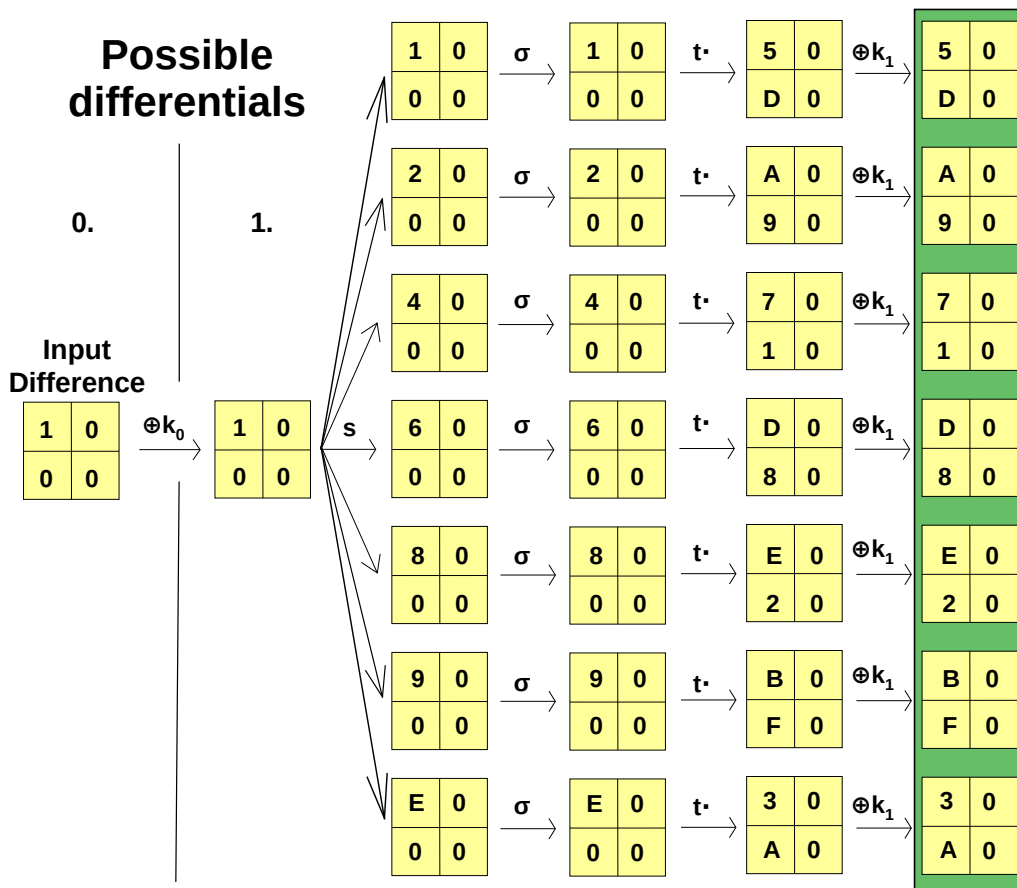 Possible
differentials
0.
1.
Input
Difference
1 0
0 0
⊕k₀
1 0
0 0
s
1 0
0 0
σ
1 0
0 0
t·
5 0
D 0
⊕k₁
5 0
D 0
2 0
0 0
σ
2 0
0 0
t·
A 0
9 0
⊕k₁
A 0
9 0
4 0
0 0
σ
4 0
0 0
t·
7 0
1 0
⊕k₁
7 0
1 0
6 0
0 0
σ
6 0
0 0
t·
D 0
8 0
⊕k₁
D 0
8 0
8 0
0 0
σ
8 0
0 0
t·
E 0
2 0
⊕k₁
E 0
2 0
9 0
0 0
σ
9 0
0 0
t·
B 0
F 0
⊕k₁
B 0
F 0
E 0
0 0
σ
E 0
0 0
t·
3 0
A 0
⊕k₁
3 0
A 0